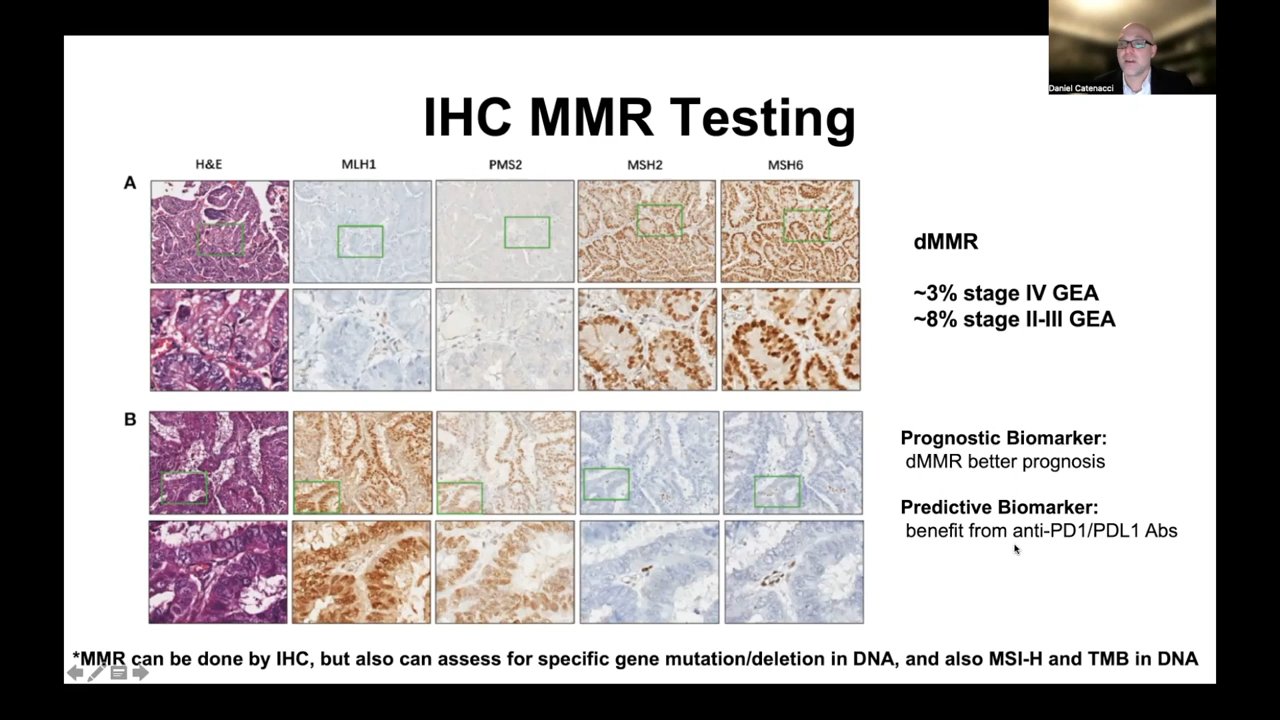 Daniel Catenacci
IHC MMR Testing
H&E MLH1 PMS2 MSH2 MSH6
A
dMMR
~3% stage IV GEA
~8% stage II-III GEA
B
Prognostic Biomarker:
dMMR better prognosis
Predictive Biomarker:
benefit from anti-PD1/PDL1 Abs
*MMR can be done by IHC, but also can assess for specific gene mutation/deletion in DNA, and also MSI-H and TMB in DNA